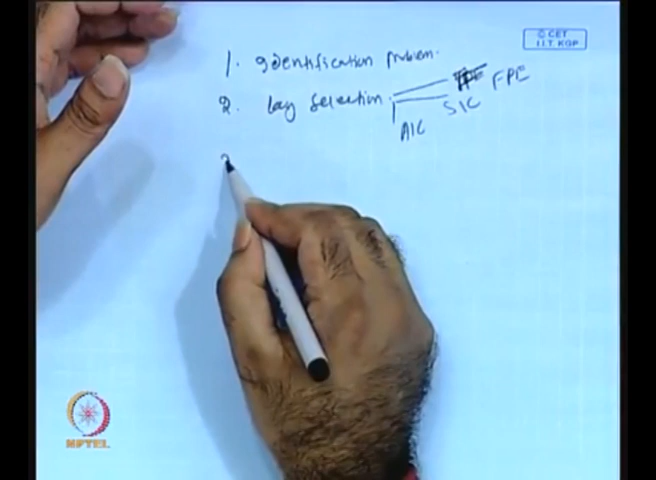 © CET
I.I.T. KGP
1. Identification Problem.
2. Lag Selection.
FPE
SIC
AIC
NPTEL